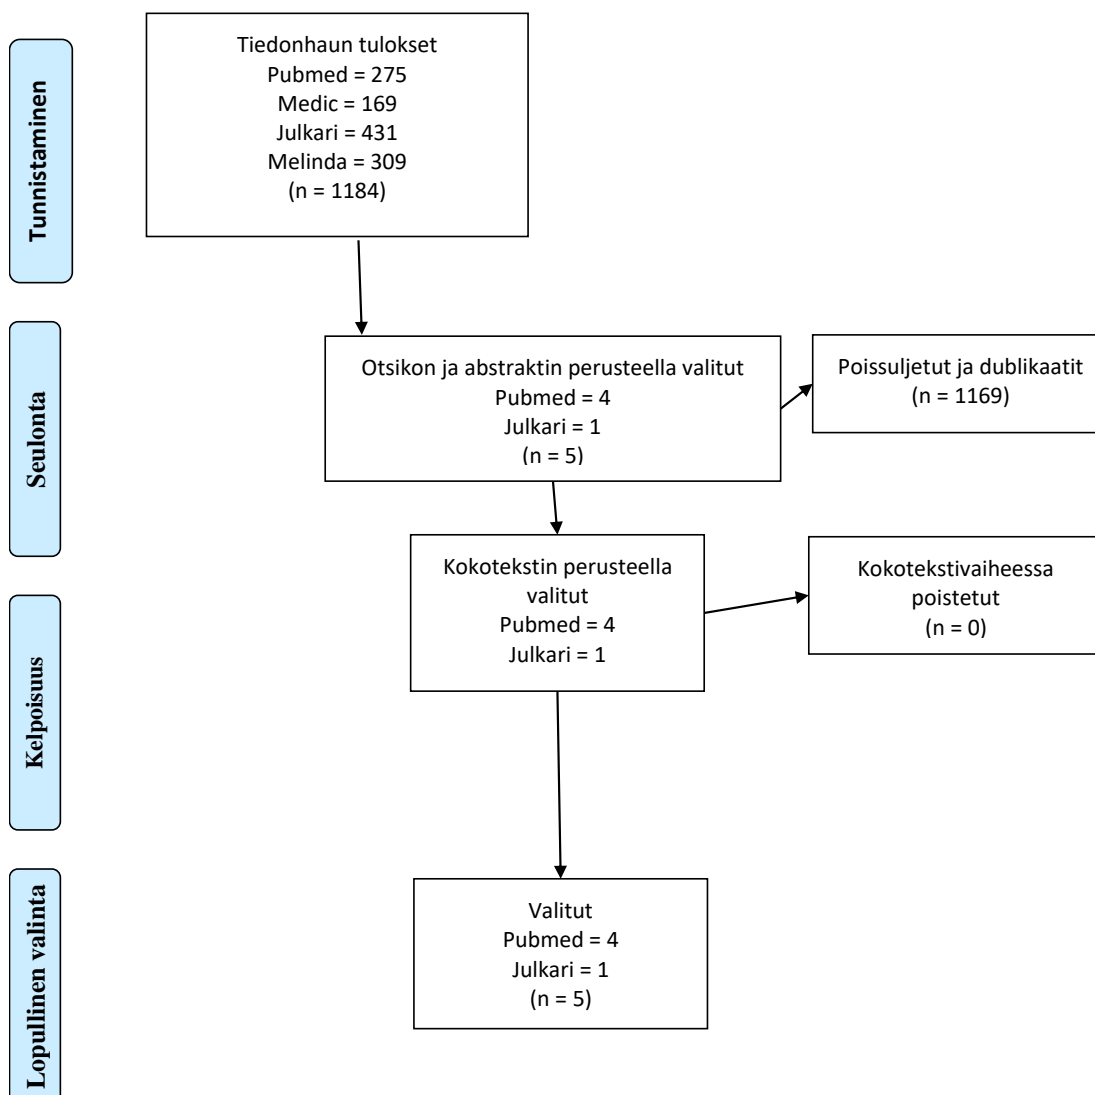 Tunnistaminen
Tiedonhaun tulokset
Pubmed = 275
Medic = 169
Julkari = 431
Melinda = 309
(n = 1184)
Seulonta
Otsikon ja abstraktin perusteella valitut
Pubmed = 4
Julkari = 1
(n = 5)
Poissuljetut ja dublikaatit
(n = 1169)
Kelpoisuus
Kokotekstin perusteella
valitut
Pubmed = 4
Julkari = 1
Kokotekstivaiheessa
poistetut
(n = 0)
Lopullinen valinta
Valitut
Pubmed = 4
Julkari = 1
(n = 5)